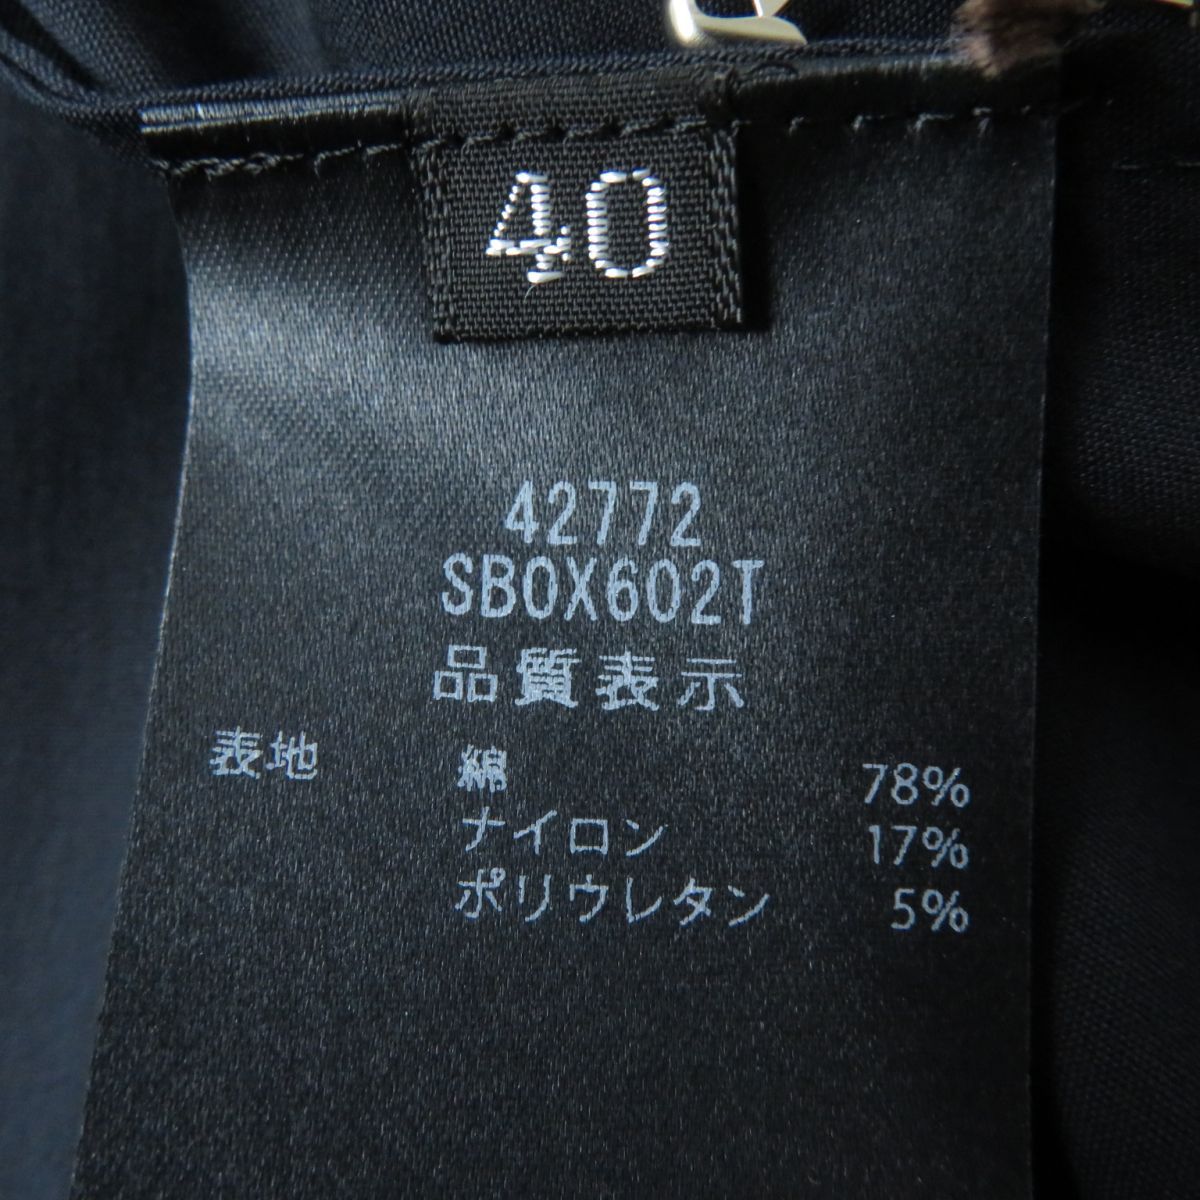 40
42772
SBOX602T
品質表示
表地 綿 78%
ナイロン 17%
ポリウレタン 5%